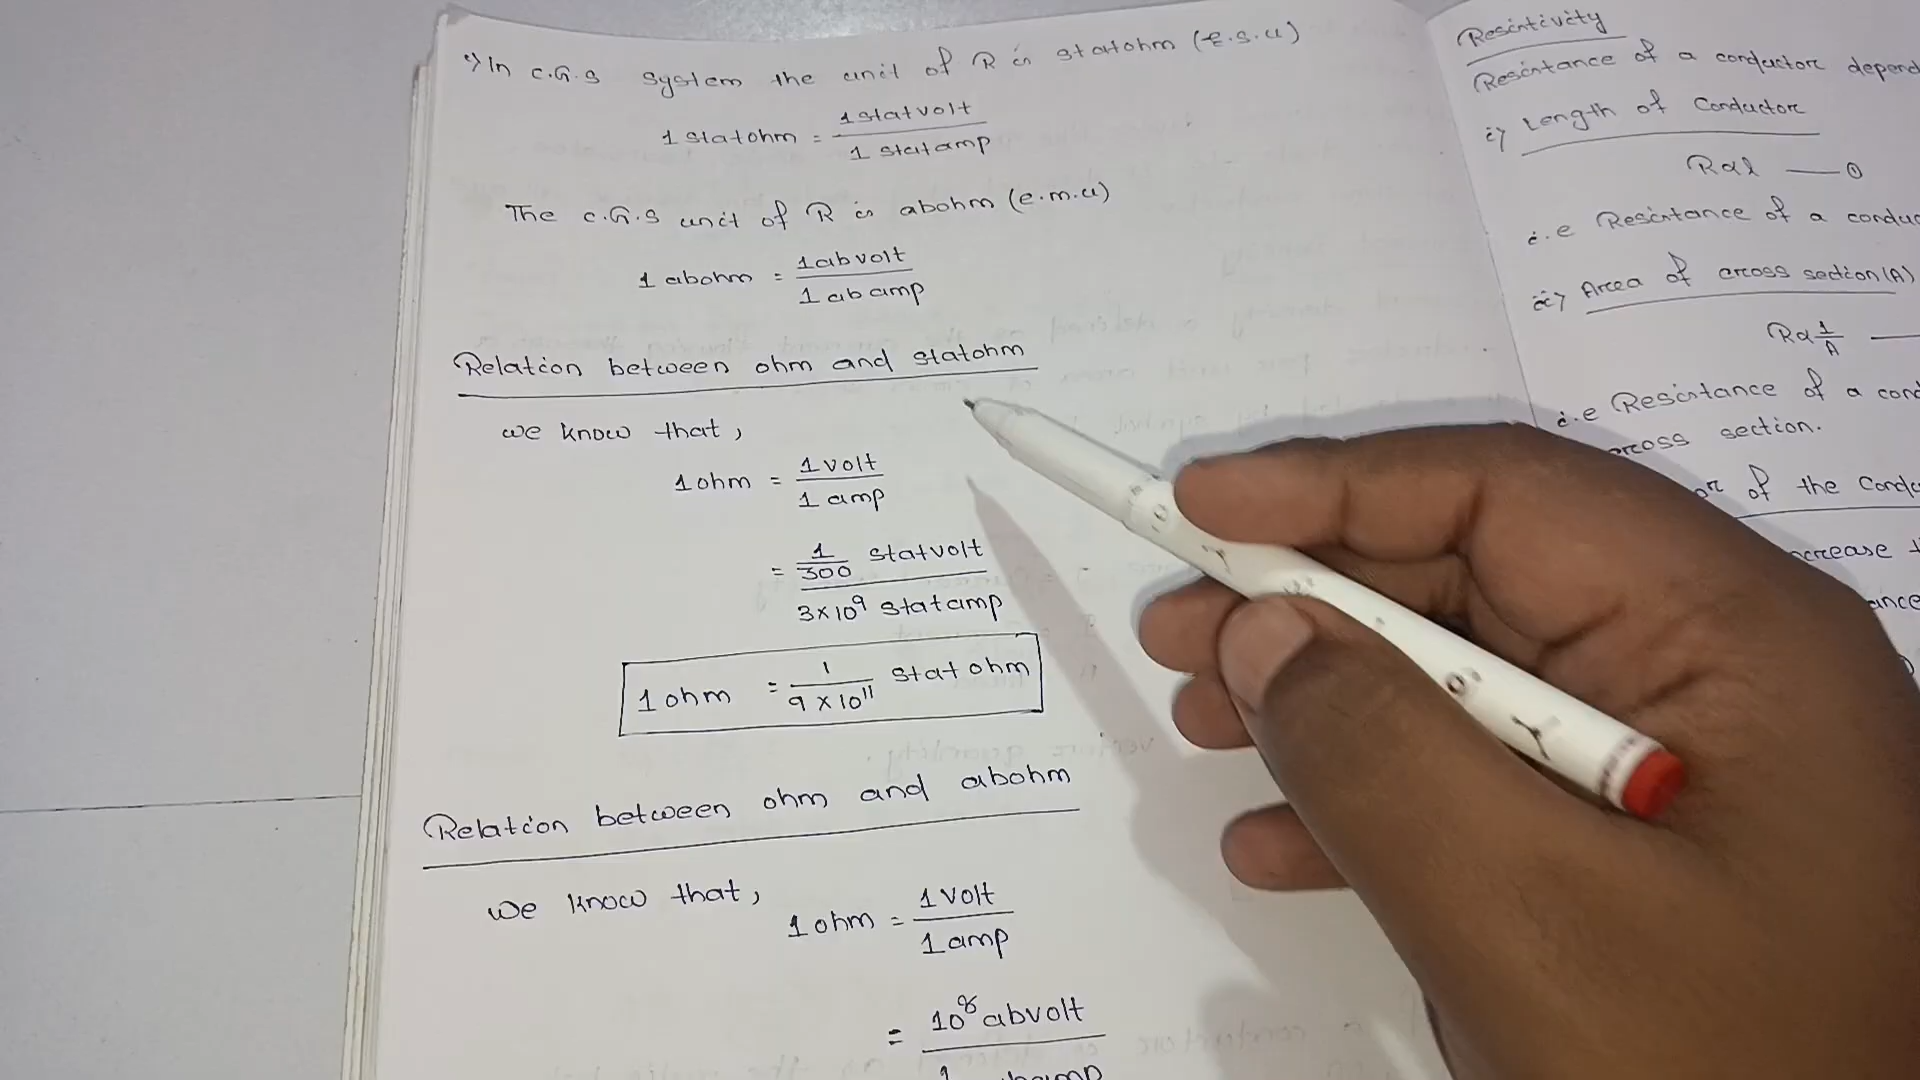 In C.G.S system the unit of R is statohm (e.s.u)
1 statohm = 1 statvolt / 1 statamp
The C.G.S unit of R is abohm (e.m.u)
1 abohm = 1 abvolt / 1 abamp
Relation between ohm and statohm
We know that,
1 ohm = 1 volt / 1 amp
= 1/300 statvolt / 3×10⁹ statamp
1 ohm = 1 / 9×10¹¹ statohm
Relation between ohm and abohm
We know that,
1 ohm = 1 volt / 1 amp
= 10⁸ abvolt
Resistivity
Resistance of a conductor depend
i) Length of Conductor
R∝l — ①
i.e Resistance of a conduc
ii) Area of cross section (A)
R∝1/A —
i.e Resistance of a cond
cross section.
of the Condu